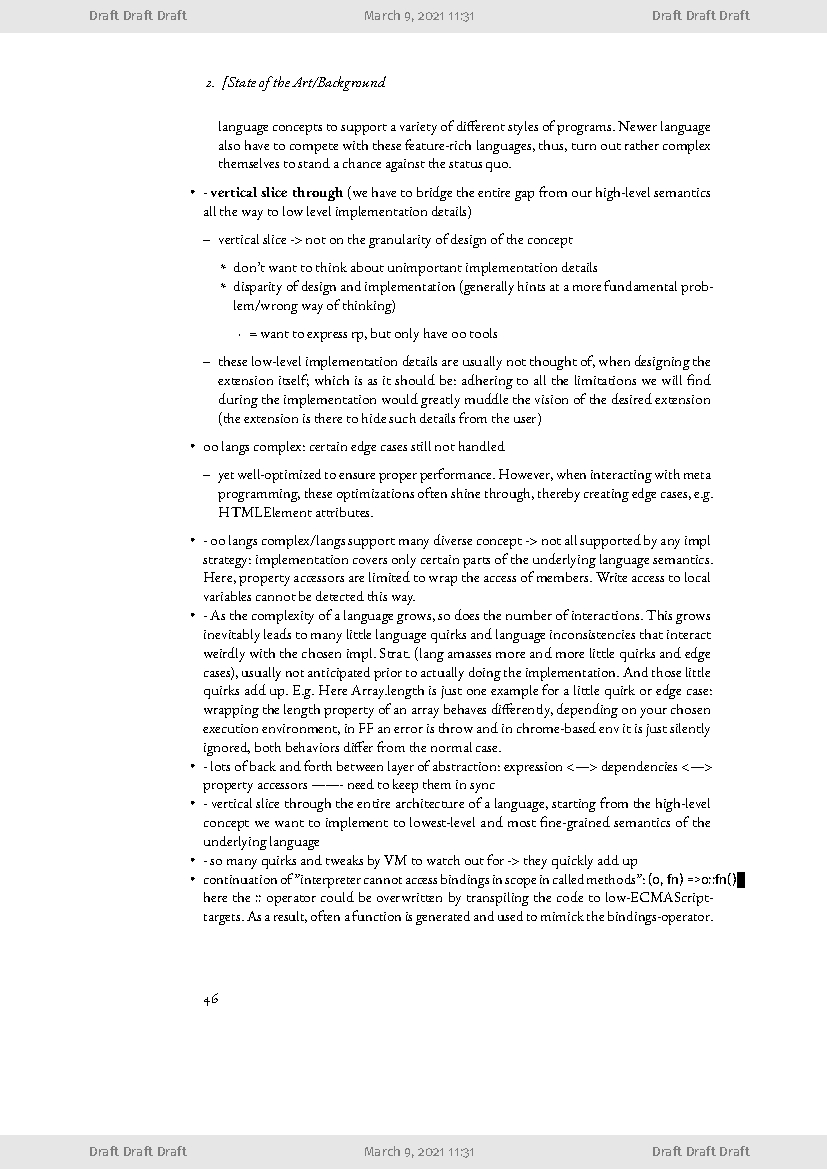 Draft Draft Draft March 9, 2021 11:31 Draft Draft Draft
2. [State of the Art/Background
language concepts to support a variety of different styles of programs. Newer language
also have to compete with these feature-rich languages, thus, turn out rather complex
themselves to stand a chance against the status quo.
• - vertical slice through (we have to bridge the entire gap from our high-level semantics
all the way to low level implementation details)
– vertical slice -> not on the granularity of design of the concept
* don't want to think about unimportant implementation details
* disparity of design and implementation (generally hints at a more fundamental prob-
lem/wrong way of thinking)
· = want to express rp, but only have oo tools
– these low-level implementation details are usually not thought of, when designing the
extension itself; which is as it should be: adhering to all the limitations we will find
during the implementation would greatly muddle the vision of the desired extension
(the extension is there to hide such details from the user)
• oo langs complex: certain edge cases still not handled
– yet well-optimized to ensure proper performance. However, when interacting with meta
programming, these optimizations often shine through, thereby creating edge cases, e.g.
HTMLElement attributes.
• - oo langs complex/langs support many diverse concept -> not all supported by any impl
strategy: implementation covers only certain parts of the underlying language semantics.
Here, property accessors are limited to wrap the access of members. Write access to local
variables cannot be detected this way.
• - As the complexity of a language grows, so does the number of interactions. This grows
inevitably leads to many little language quirks and language inconsistencies that interact
weirdly with the chosen impl. Strat. (lang amasses more and more little quirks and edge
cases), usually not anticipated prior to actually doing the implementation. And those little
quirks add up. E.g. Here Array.length is just one example for a little quirk or edge case:
wrapping the length property of an array behaves differently, depending on your chosen
execution environment, in FF an error is throw and in chrome-based env it is just silently
ignored, both behaviors differ from the normal case.
• - lots of back and forth between layer of abstraction: expression <—> dependencies <—>
property accessors ——- need to keep them in sync
• - vertical slice through the entire architecture of a language, starting from the high-level
concept we want to implement to lowest-level and most fine-grained semantics of the
underlying language
• - so many quirks and tweaks by VM to watch out for -> they quickly add up
• continuation of ”interpreter cannot access bindings in scope in called methods”: (o, fn) =>o::fn()
here the :: operator could be overwritten by transpiling the code to low-ECMAScript-
targets. As a result, often a function is generated and used to mimick the bindings-operator.
46
Draft Draft Draft March 9, 2021 11:31 Draft Draft Draft